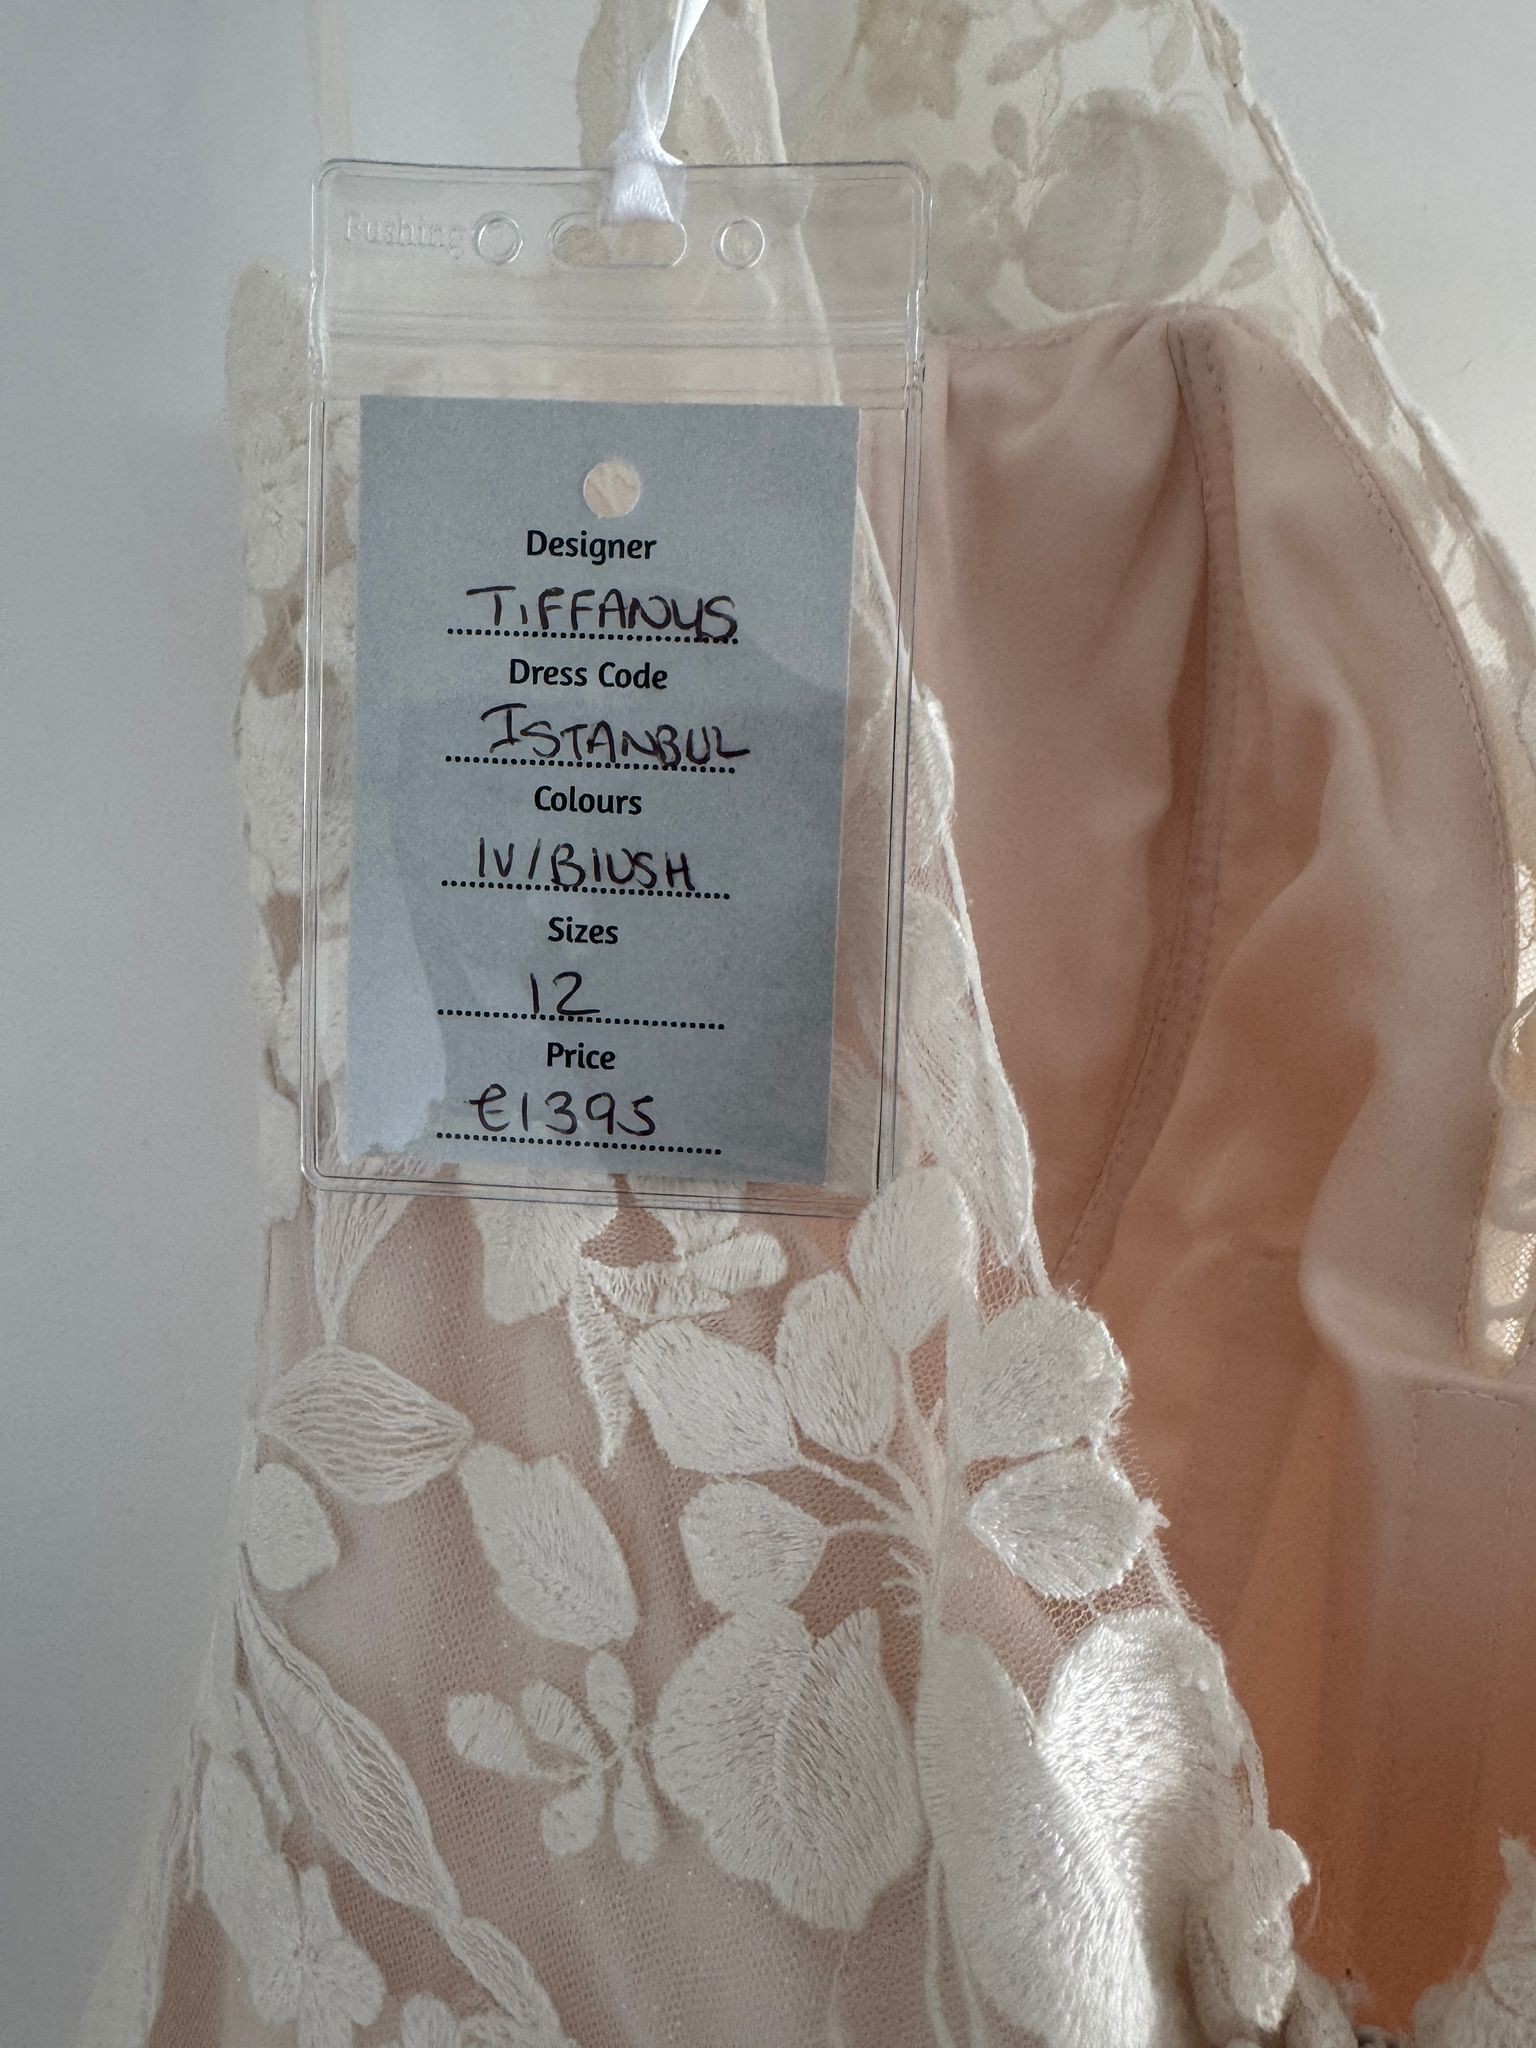 Fushing
Designer
TIFFANYS
Dress Code
ISTANBUL
Colours
IV/BlUSH
Sizes
12
Price
€1395